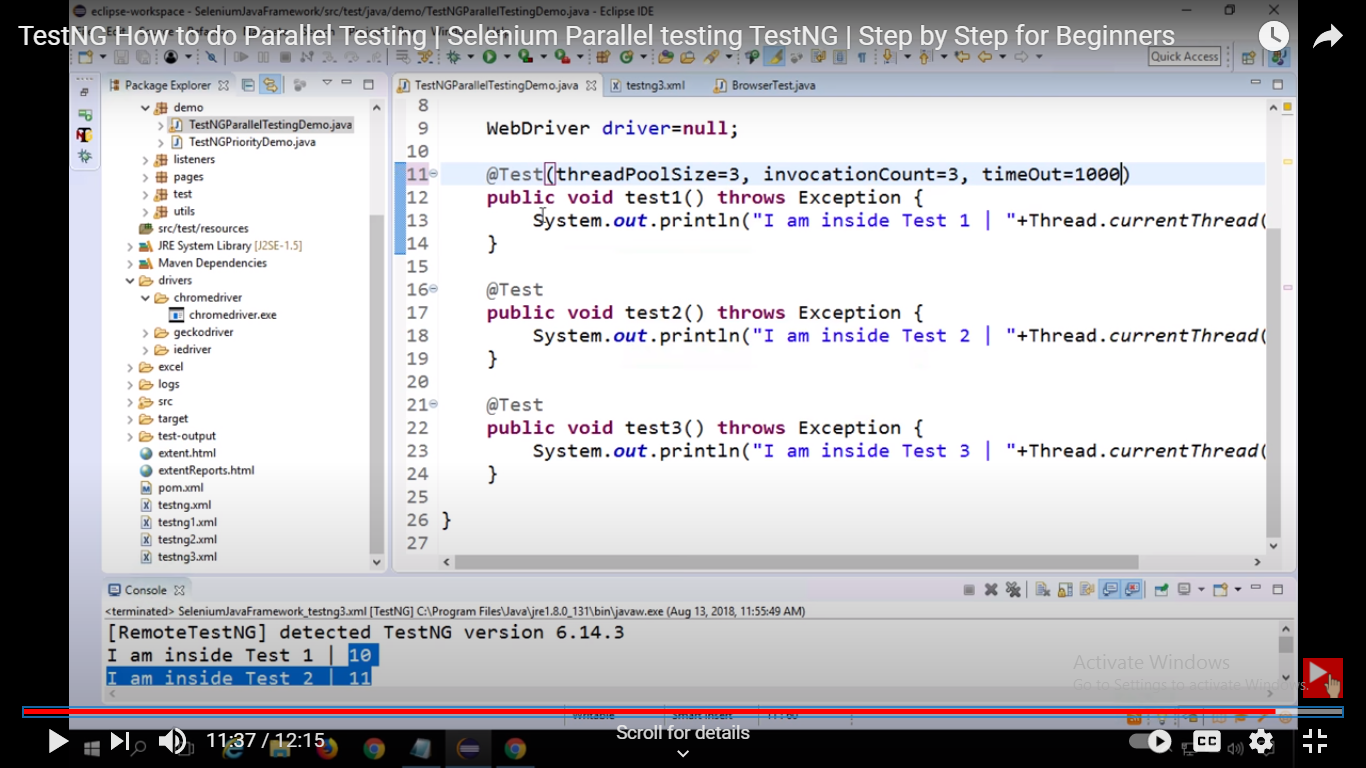 eclipse-workspace - SeleniumJavaFramework/src/test/java/demo/TestNGParallelTestingDemo.java - Eclipse IDE
TestNG How to do Parallel Testing | Selenium Parallel testing TestNG | Step by Step for Beginners
Quick Access
Package Explorer
TestNGParallelTestingDemo.java
testng3.xml
BrowserTest.java
demo
TestNGParallelTestingDemo.java
TestNGPriorityDemo.java
listeners
pages
test
utils
src/test/resources
JRE System Library [J2SE-1.5]
Maven Dependencies
drivers
chromedriver
chromedriver.exe
geckodriver
iedriver
excel
logs
src
target
test-output
extent.html
extentReports.html
pom.xml
testng.xml
testng1.xml
testng2.xml
testng3.xml
8
9 WebDriver driver=null;
10
11 @Test(threadPoolSize=3, invocationCount=3, timeOut=1000)
12 public void test1() throws Exception {
13 System.out.println("I am inside Test 1 | "+Thread.currentThread(
14 }
15
16 @Test
17 public void test2() throws Exception {
18 System.out.println("I am inside Test 2 | "+Thread.currentThread(
19 }
20
21 @Test
22 public void test3() throws Exception {
23 System.out.println("I am inside Test 3 | "+Thread.currentThread(
24 }
25
26 }
27
Console
<terminated> SeleniumJavaFramework_testng3.xml [TestNG] C:\Program Files\Java\jre1.8.0_131\bin\javaw.exe (Aug 13, 2018, 11:55:49 AM)
[RemoteTestNG] detected TestNG version 6.14.3
I am inside Test 1 | 10
I am inside Test 2 | 11
Activate Windows
Go to Settings to activate Windows.
Writable Smart Insert 11 : 60
11:37 / 12:15
Scroll for details
CC